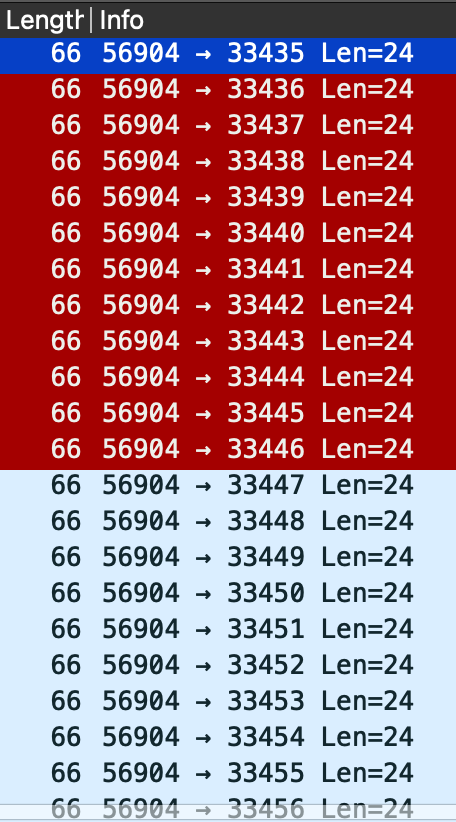 Length Info
66 56904 → 33435 Len=24
66 56904 → 33436 Len=24
66 56904 → 33437 Len=24
66 56904 → 33438 Len=24
66 56904 → 33439 Len=24
66 56904 → 33440 Len=24
66 56904 → 33441 Len=24
66 56904 → 33442 Len=24
66 56904 → 33443 Len=24
66 56904 → 33444 Len=24
66 56904 → 33445 Len=24
66 56904 → 33446 Len=24
66 56904 → 33447 Len=24
66 56904 → 33448 Len=24
66 56904 → 33449 Len=24
66 56904 → 33450 Len=24
66 56904 → 33451 Len=24
66 56904 → 33452 Len=24
66 56904 → 33453 Len=24
66 56904 → 33454 Len=24
66 56904 → 33455 Len=24
66 56904 → 33456 Len=24